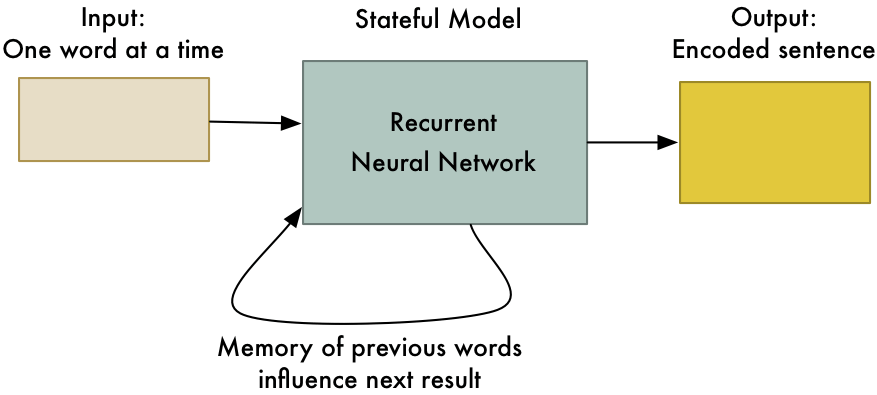 Input:
One word at a time
Stateful Model
Output:
Encoded sentence
Recurrent
Neural Network
Memory of previous words
influence next result